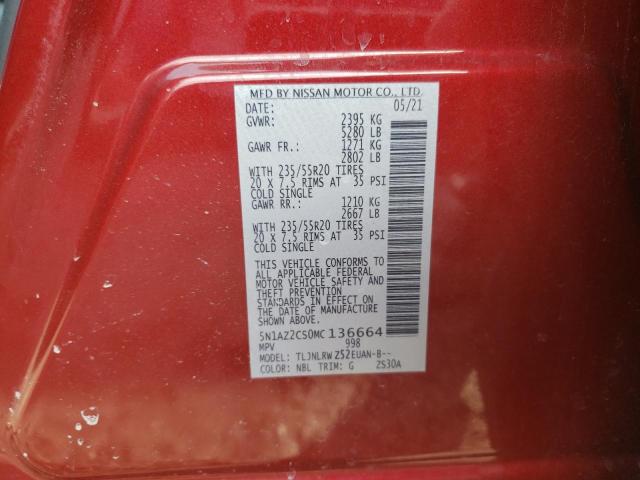 MFD BY NISSAN MOTOR CO., LTD.
DATE: 05/21
GVWR: 2395 KG
5280 LB
GAWR FR.: 1271 KG
2802 LB
WITH 235/55R20 TIRES
20 X 7.5 RIMS AT 35 PSI
COLD SINGLE
GAWR RR.: 1210 KG
2667 LB
WITH 235/55R20 TIRES
20 X 7.5 RIMS AT 35 PSI
COLD SINGLE
THIS VEHICLE CONFORMS TO
ALL APPLICABLE FEDERAL
MOTOR VEHICLE SAFETY AND
THEFT PREVENTION
STANDARDS IN EFFECT ON
THE DATE OF MANUFACTURE
SHOWN ABOVE.
5N1AZ2CS0MC136664
MPV 998
MODEL: TLJNLRW Z52EUAN-B--
COLOR: NBL TRIM: G ZS30A